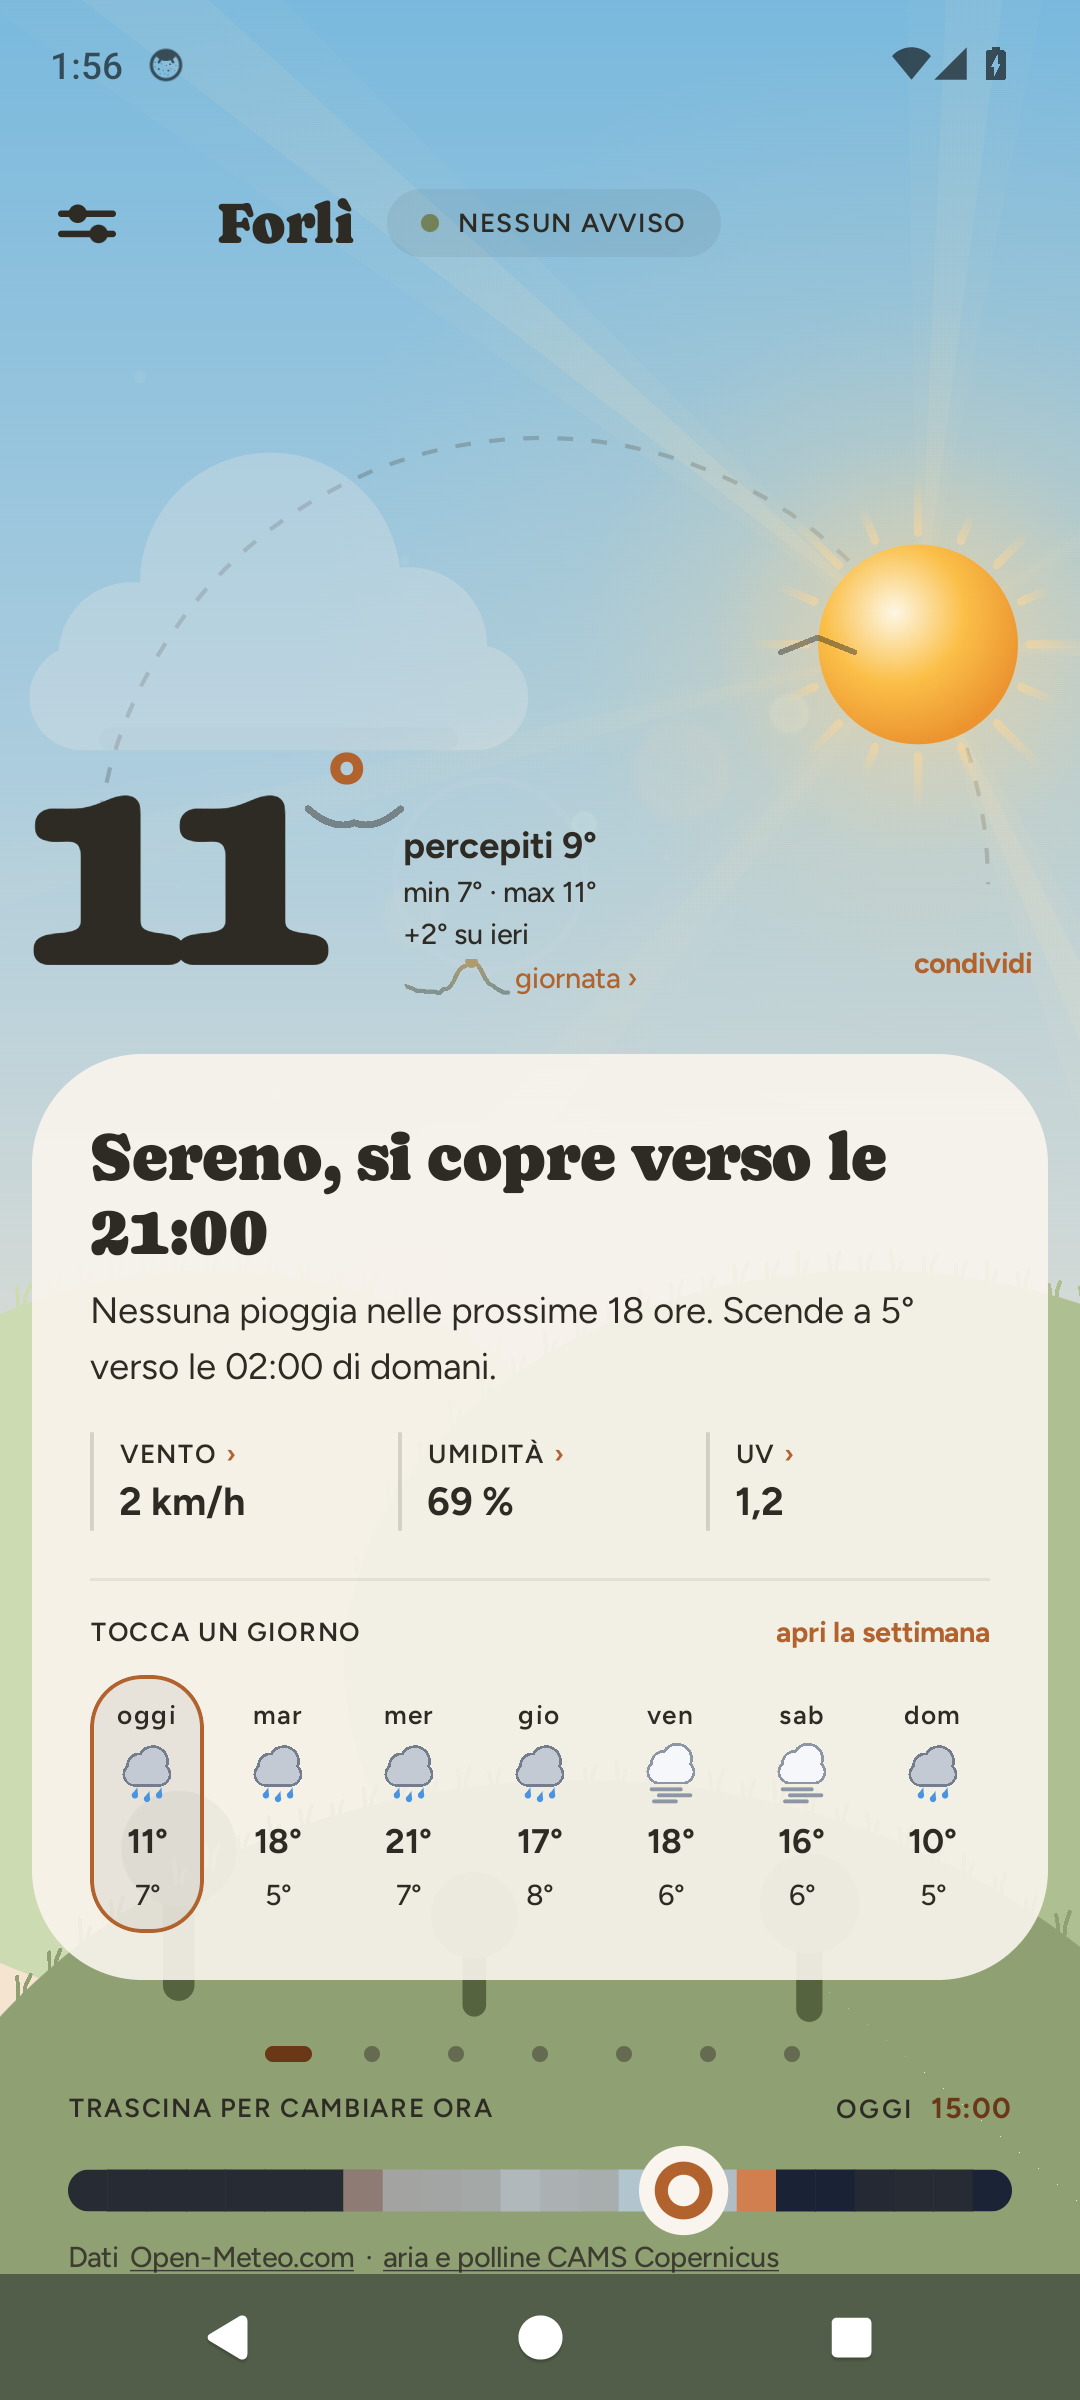 1:56
Forlì
NESSUN AVVISO
11
percepiti 9°
min 7° · max 11°
+2° su ieri
giornata ›
condividi
Sereno, si copre verso le
21:00
Nessuna pioggia nelle prossime 18 ore. Scende a 5°
verso le 02:00 di domani.
VENTO › UMIDITÀ › UV ›
2 km/h 69 % 1,2
TOCCA UN GIORNO apri la settimana
oggi mar mer gio ven sab dom
11° 18° 21° 17° 18° 16° 10°
7° 5° 7° 8° 6° 6° 5°
TRASCINA PER CAMBIARE ORA OGGI 15:00
Dati Open-Meteo.com · aria e polline CAMS Copernicus